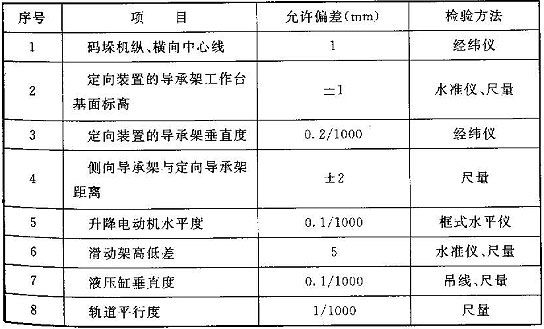 序号 项 目 允许偏差(mm) 检验方法
1 码垛机纵、横向中心线 1 经纬仪
2 定向装置的导承架工作台基面标高 ±1 水准仪、尺量
3 定向装置的导承架垂直度 0.2/1000 经纬仪
4 侧向导承架与定向导承架距离 ±2 尺量
5 升降电动机水平度 0.1/1000 框式水平仪
6 滑动架高低差 5 水准仪、尺量
7 液压缸垂直度 0.1/1000 吊线、尺量
8 轨道平行度 1/1000 尺量